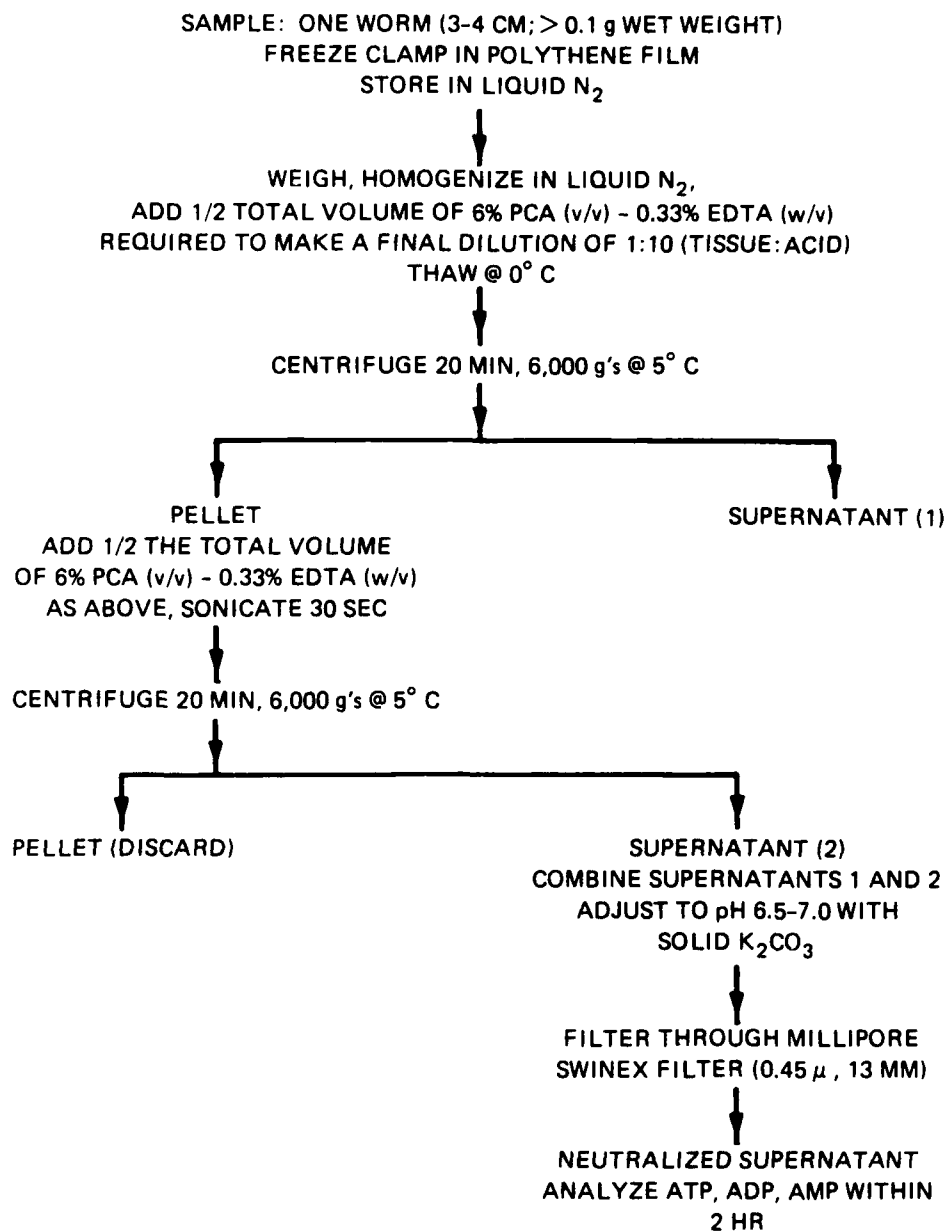 SAMPLE: ONE WORM (3-4 CM; > 0.1 g WET WEIGHT)
FREEZE CLAMP IN POLYTHENE FILM
STORE IN LIQUID N₂
WEIGH, HOMOGENIZE IN LIQUID N₂,
ADD 1/2 TOTAL VOLUME OF 6% PCA (v/v) - 0.33% EDTA (w/v)
REQUIRED TO MAKE A FINAL DILUTION OF 1:10 (TISSUE:ACID)
THAW @ 0° C
CENTRIFUGE 20 MIN, 6,000 g's @ 5° C
PELLET
ADD 1/2 THE TOTAL VOLUME
OF 6% PCA (v/v) - 0.33% EDTA (w/v)
AS ABOVE, SONICATE 30 SEC
SUPERNATANT (1)
CENTRIFUGE 20 MIN, 6,000 g's @ 5° C
PELLET (DISCARD)
SUPERNATANT (2)
COMBINE SUPERNATANTS 1 AND 2
ADJUST TO pH 6.5-7.0 WITH
SOLID K₂CO₃
FILTER THROUGH MILLIPORE
SWINEX FILTER (0.45 μ, 13 MM)
NEUTRALIZED SUPERNATANT
ANALYZE ATP, ADP, AMP WITHIN
2 HR